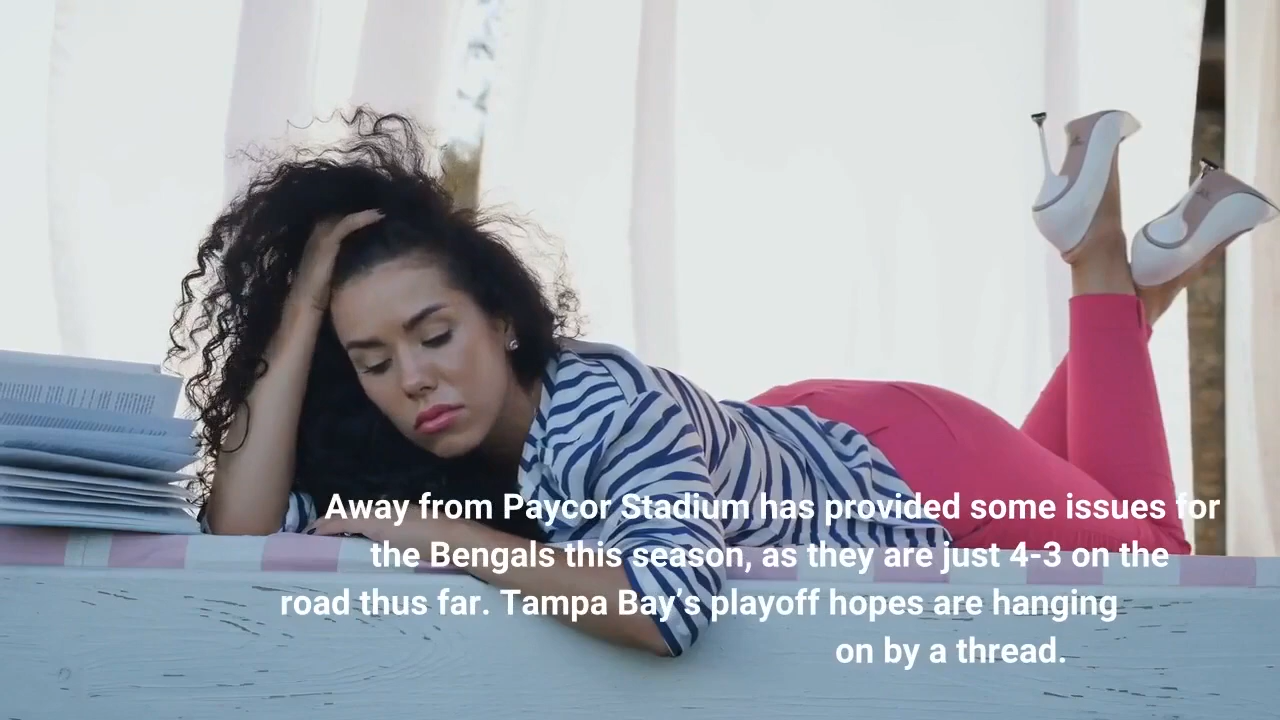 Away from Paycor Stadium has provided some issues for
the Bengals this season, as they are just 4-3 on the
road thus far. Tampa Bay’s playoff hopes are hanging
on by a thread.